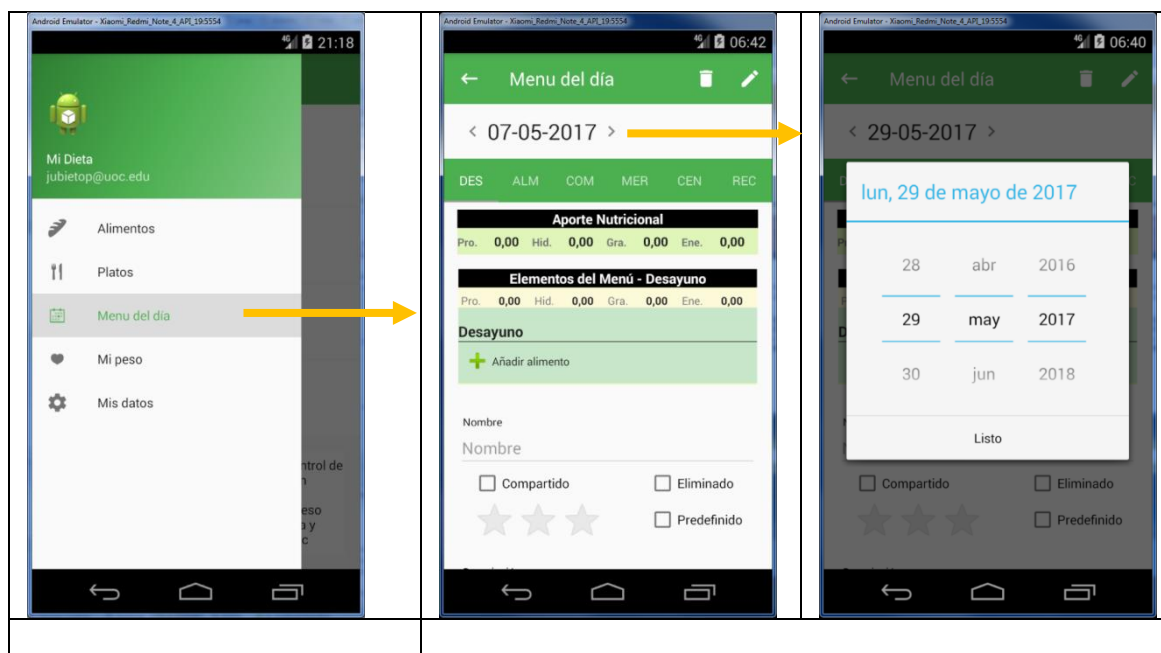 Android Emulator - Xiaomi_Redmi_Note_4_API_19:5554
4G 21:18
Mi Dieta
jubietop@uoc.edu
Alimentos
Platos
Menu del día
Mi peso
Mis datos
ntrol de
n
eso
a y
c
Android Emulator - Xiaomi_Redmi_Note_4_API_19:5554
4G 06:42
Menu del día
07-05-2017
DES ALM COM MER CEN REC
Aporte Nutricional
Pro. 0,00 Hid. 0,00 Gra. 0,00 Ene. 0,00
Elementos del Menú - Desayuno
Pro. 0,00 Hid. 0,00 Gra. 0,00 Ene. 0,00
Desayuno
Añadir alimento
Nombre
Nombre
Compartido Eliminado
Predefinido
Android Emulator - Xiaomi_Redmi_Note_4_API_19:5554
4G 06:40
Menu del día
29-05-2017
lun, 29 de mayo de 2017
28 abr 2016
29 may 2017
30 jun 2018
Listo
Compartido Eliminado
Predefinido